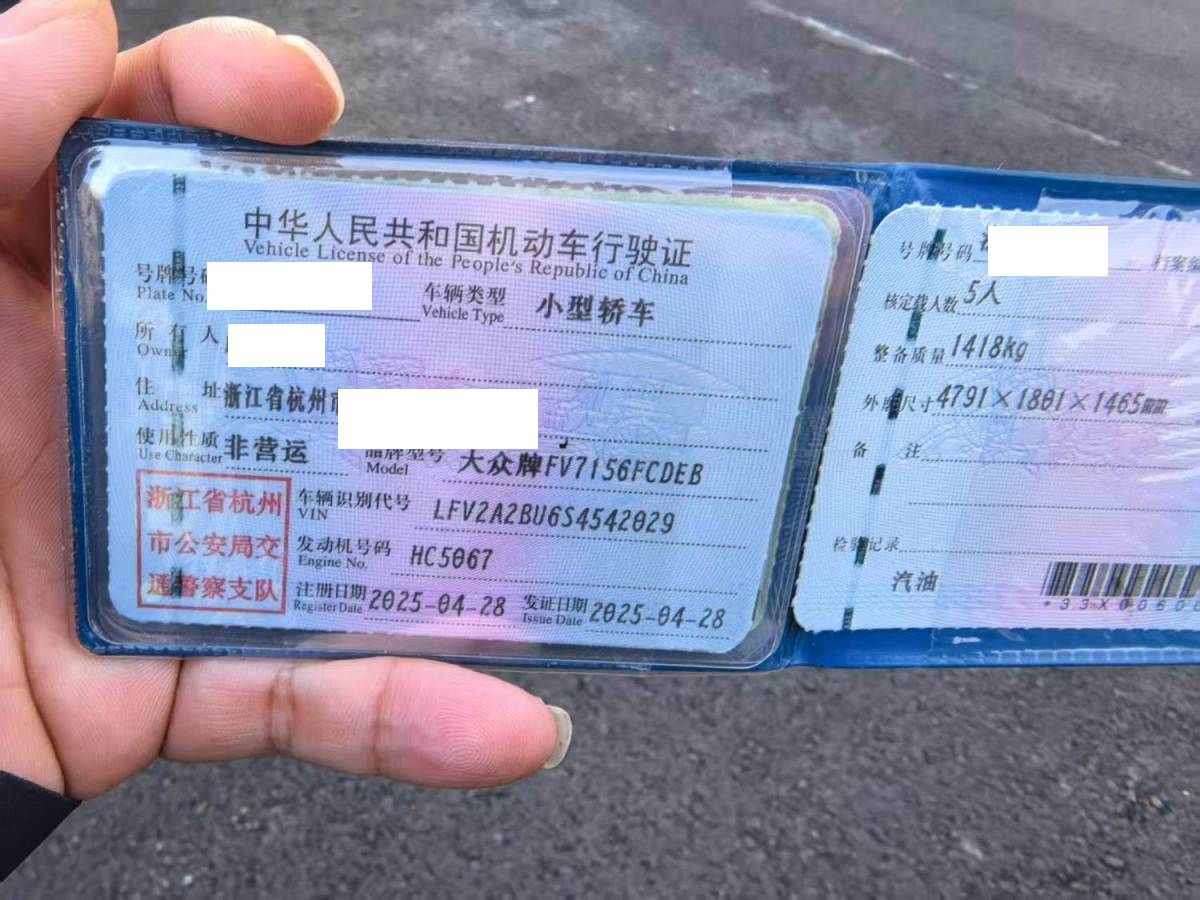 中华人民共和国机动车行驶证
Vehicle License of the People's Republic of China
号牌号码
Plate No.
车辆类型 小型轿车
Vehicle Type
所有人
Owner
住址 浙江省杭州市
Address
使用性质 非营运
Use Character
品牌型号 大众牌FV7156FCDEB
Model
浙江省杭州
市公安局交
通警察支队
车辆识别代号 LFV2A2BU6S4542029
VIN
发动机号码 HC5067
Engine No.
注册日期 2025-04-28
Register Date
发证日期 2025-04-28
Issue Date
号牌号码
档案编
核定载人数 5人
整备质量 1418kg
外廓尺寸 4791×1801×1465mm
备注
检验记录
汽油
*33X0060